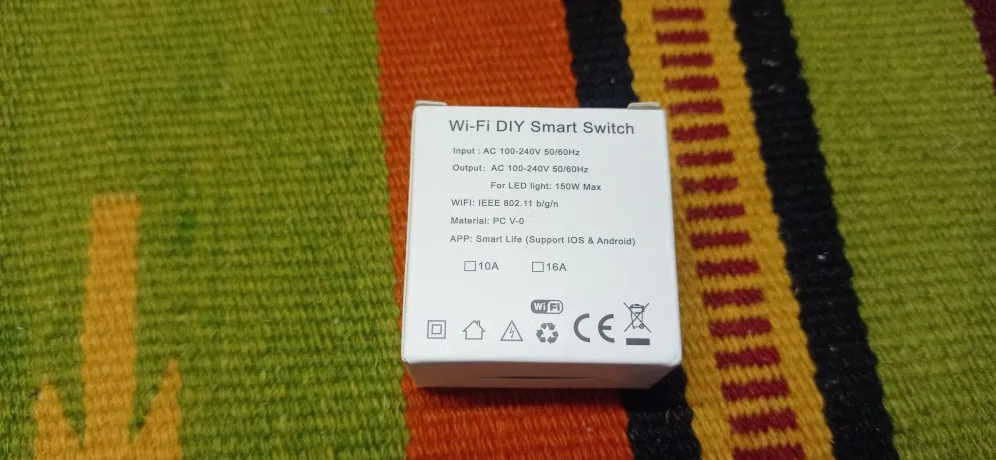 Wi-Fi DIY Smart Switch
Input : AC 100-240V 50/60Hz
Output: AC 100-240V 50/60Hz
For LED light: 150W Max
WIFI: IEEE 802.11 b/g/n
Material: PC V-0
APP: Smart Life (Support IOS & Android)
10A 16A
WiFi
CE